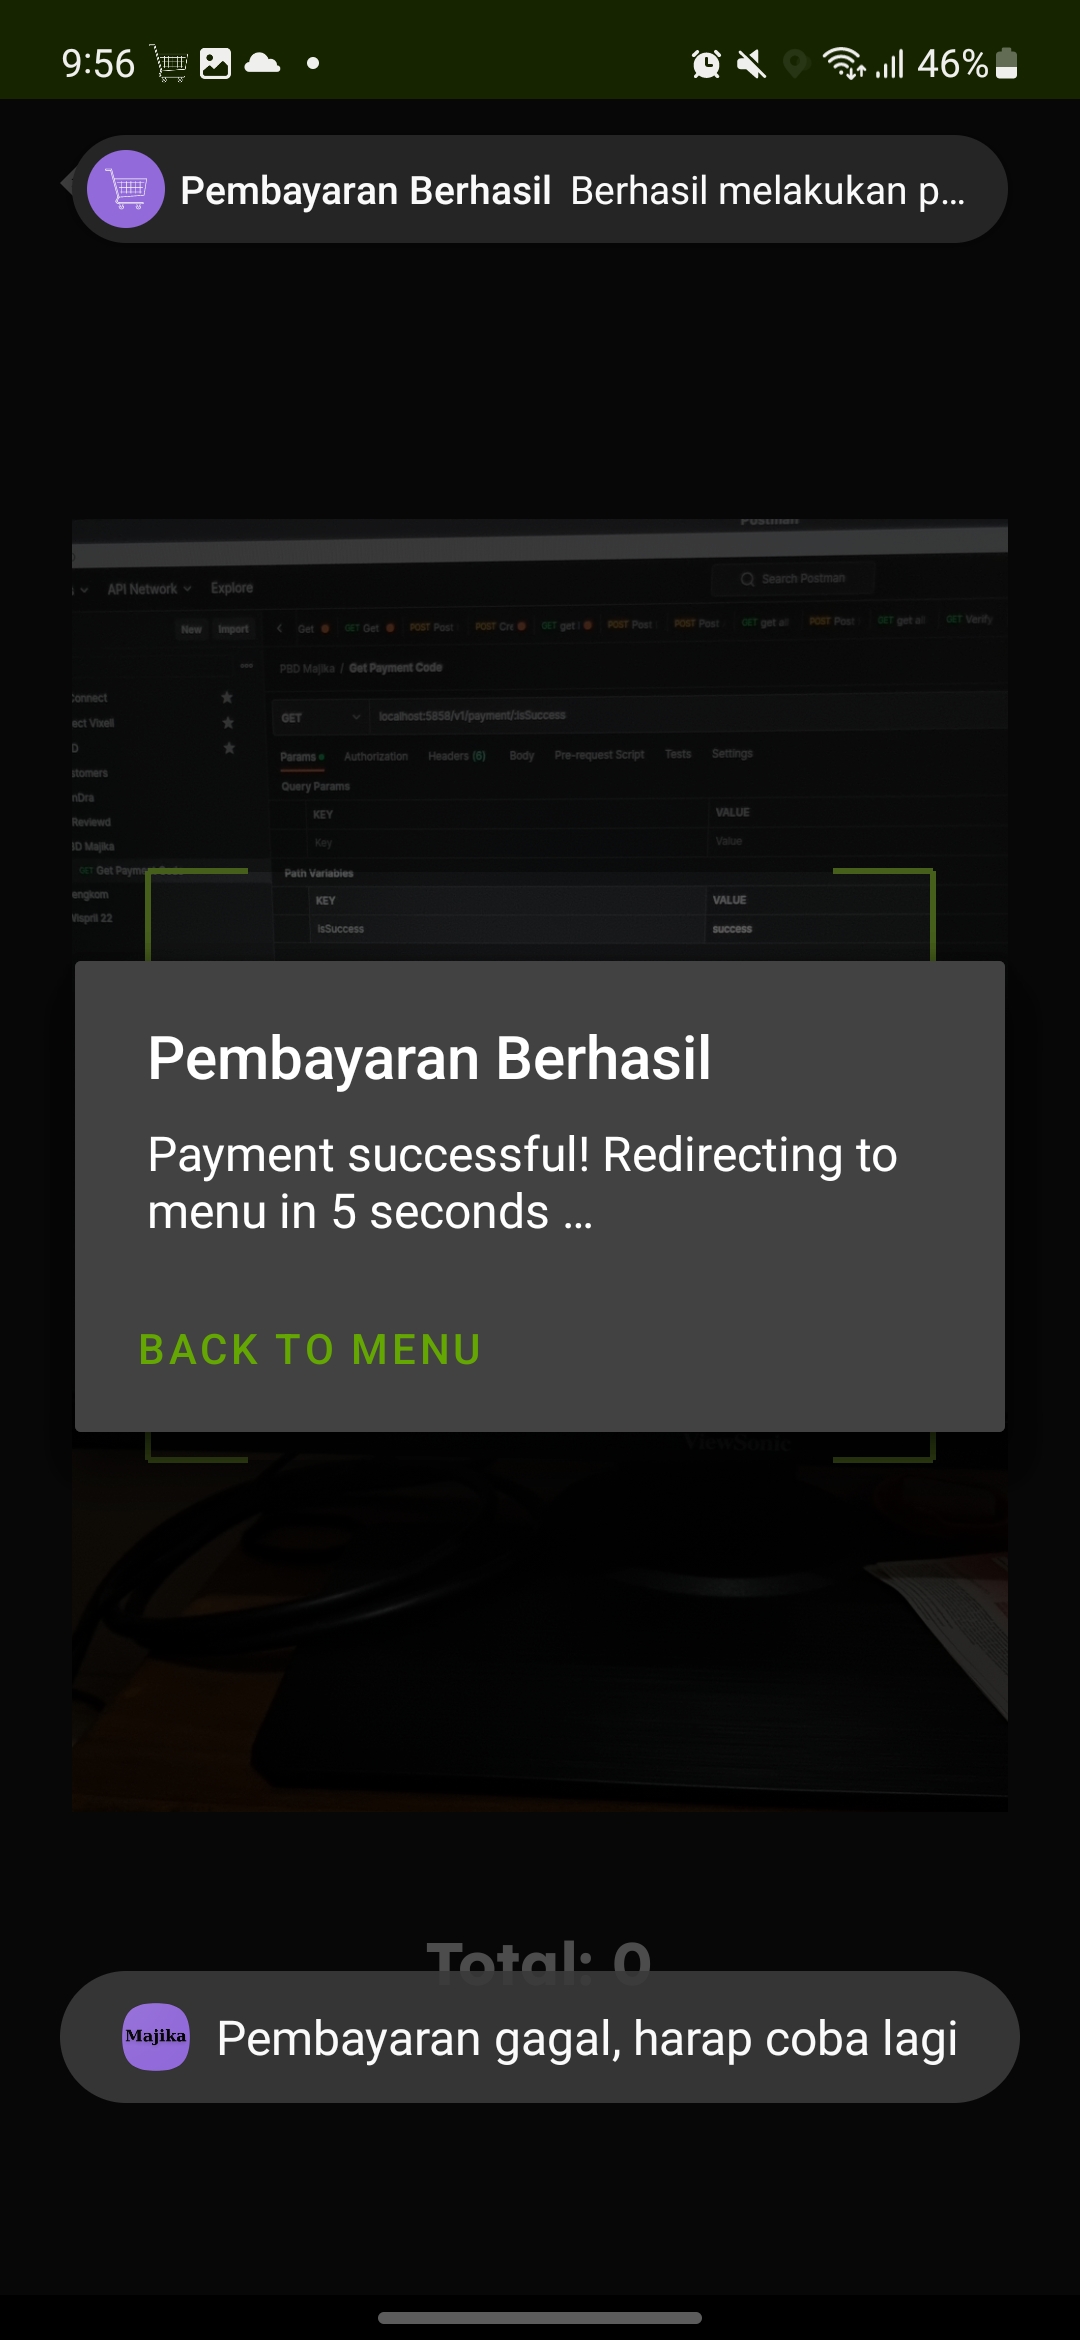 9:56
46%
Pembayaran Berhasil Berhasil melakukan p...
Postman
API Network
Explore
Search Postman
New
Import
Get
GET Get
POST Post
POST Cre
GET get
POST Post
POST Post
GET get all
POST Post
GET get all
GET Verify
PBD Majika / Get Payment Code
GET
localhost:5858/v1/payment/:isSuccess
Connect
ect Vixell
D
stomers
nDra
Reviewd
BD Majika
GET Get Payment Code
engkom
Wispril 22
Params
Authorization
Headers (6)
Body
Pre-request Script
Tests
Settings
Query Params
KEY
VALUE
Key
Value
Path Variables
KEY
VALUE
isSuccess
success
Pembayaran Berhasil
Payment successful! Redirecting to
menu in 5 seconds ...
BACK TO MENU
ViewSonic
Total: 0
Majika
Pembayaran gagal, harap coba lagi